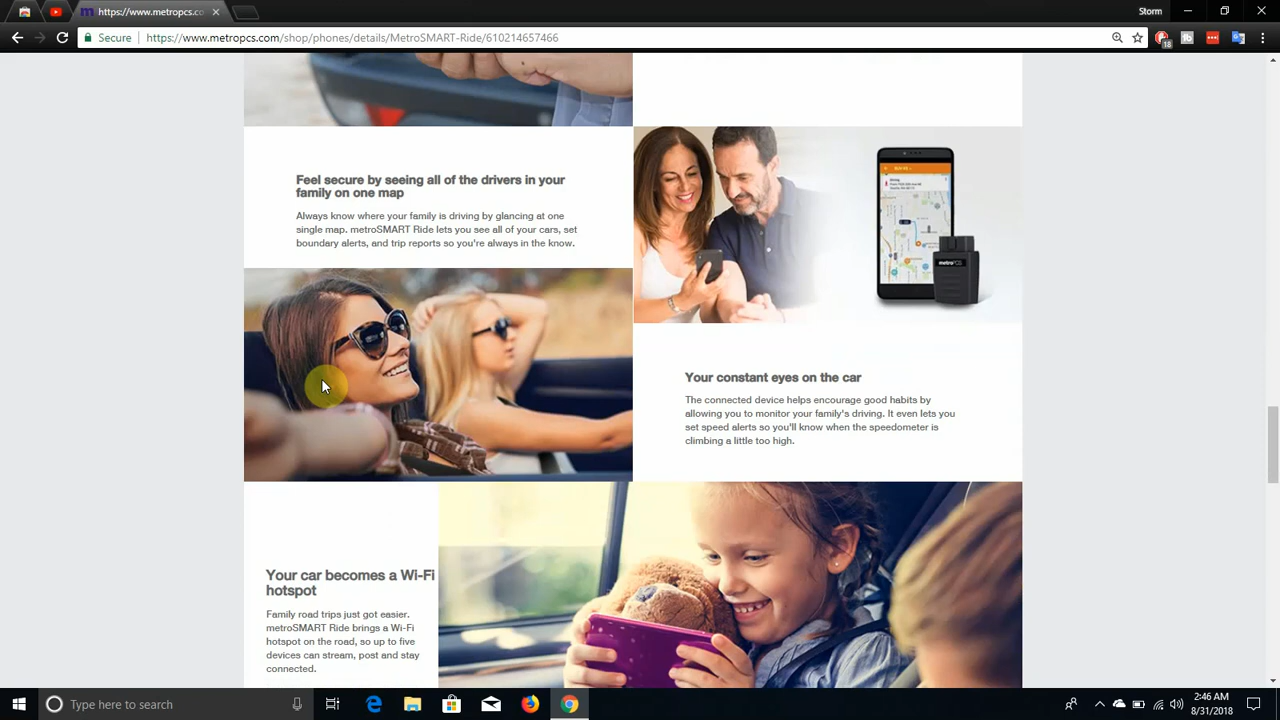 https://www.metropcs.co
Storm
Secure
https://www.metropcs.com/shop/phones/details/MetroSMART-Ride/610214657466
18
Feel secure by seeing all of the drivers in your
family on one map
Always know where your family is driving by glancing at one
single map. metroSMART Ride lets you see all of your cars, set
boundary alerts, and trip reports so you're always in the know.
metroPCS
Your constant eyes on the car
The connected device helps encourage good habits by
allowing you to monitor your family's driving. It even lets you
set speed alerts so you'll know when the speedometer is
climbing a little too high.
Your car becomes a Wi-Fi
hotspot
Family road trips just got easier.
metroSMART Ride brings a Wi-Fi
hotspot on the road, so up to five
devices can stream, post and stay
connected.
Type here to search
2:46 AM
8/31/2018